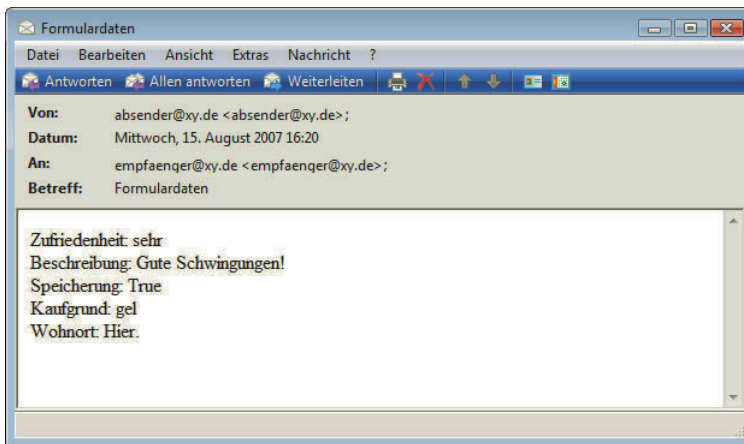 Formulardaten
Datei Bearbeiten Ansicht Extras Nachricht ?
Antworten Allen antworten Weiterleiten
Von: absender@xy.de <absender@xy.de>;
Datum: Mittwoch, 15. August 2007 16:20
An: empfaenger@xy.de <empfaenger@xy.de>;
Betreff: Formulardaten
Zufriedenheit: sehr
Beschreibung: Gute Schwingungen!
Speicherung: True
Kaufgrund: gel
Wohnort: Hier.